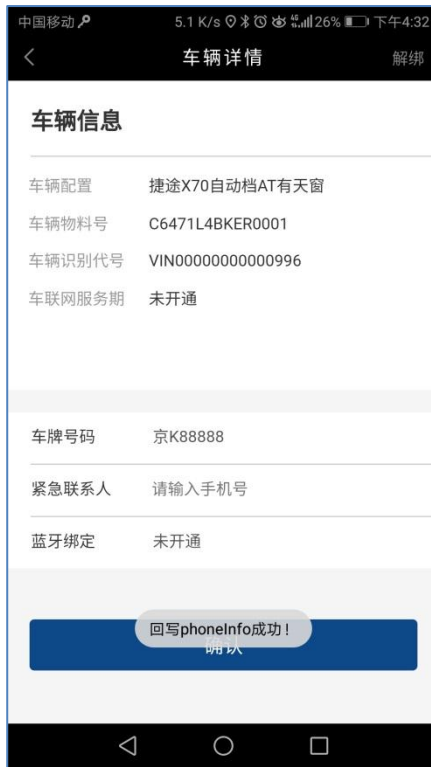 中国移动 5.1 K/s 26% 下午4:32
车辆详情 解绑
车辆信息
车辆配置 捷途X70自动档AT有天窗
车辆物料号 C6471L4BKER0001
车辆识别代号 VIN00000000000996
车联网服务期 未开通
车牌号码 京K88888
紧急联系人 请输入手机号
蓝牙绑定 未开通
回写phoneInfo成功！
确认